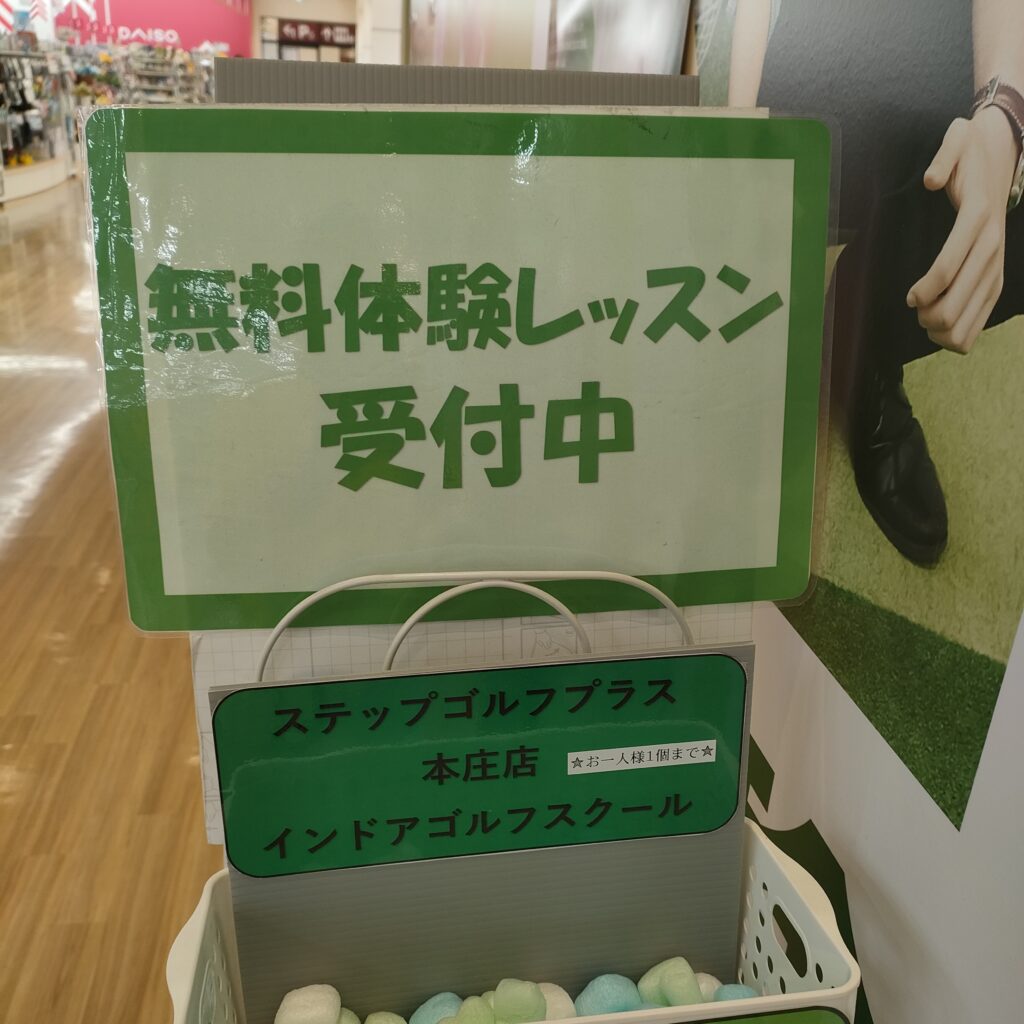 DAISO
無料体験レッスン
受付中
ステップゴルフプラス
本庄店
☆お一人様1個まで☆
インドアゴルフスクール